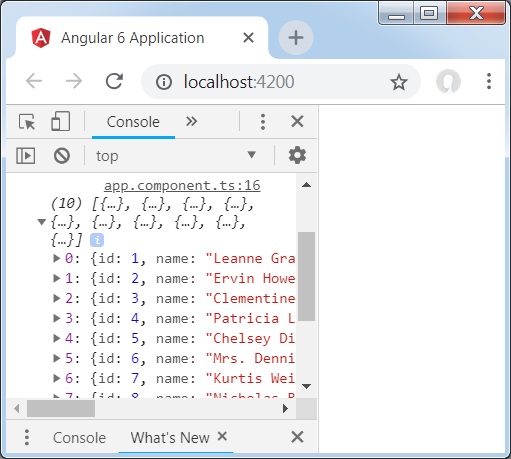 Angular 6 Application
localhost:4200
Console
top
app.component.ts:16
(10) [{…}, {…}, {…}, {…},
{…}, {…}, {…}, {…}, {…},
{…}] i
0: {id: 1, name: "Leanne Gra
1: {id: 2, name: "Ervin Howe
2: {id: 3, name: "Clementine
3: {id: 4, name: "Patricia L
4: {id: 5, name: "Chelsey Di
5: {id: 6, name: "Mrs. Denni
6: {id: 7, name: "Kurtis Wei
7: {id: 8, name: "Nicholas R
Console What's New